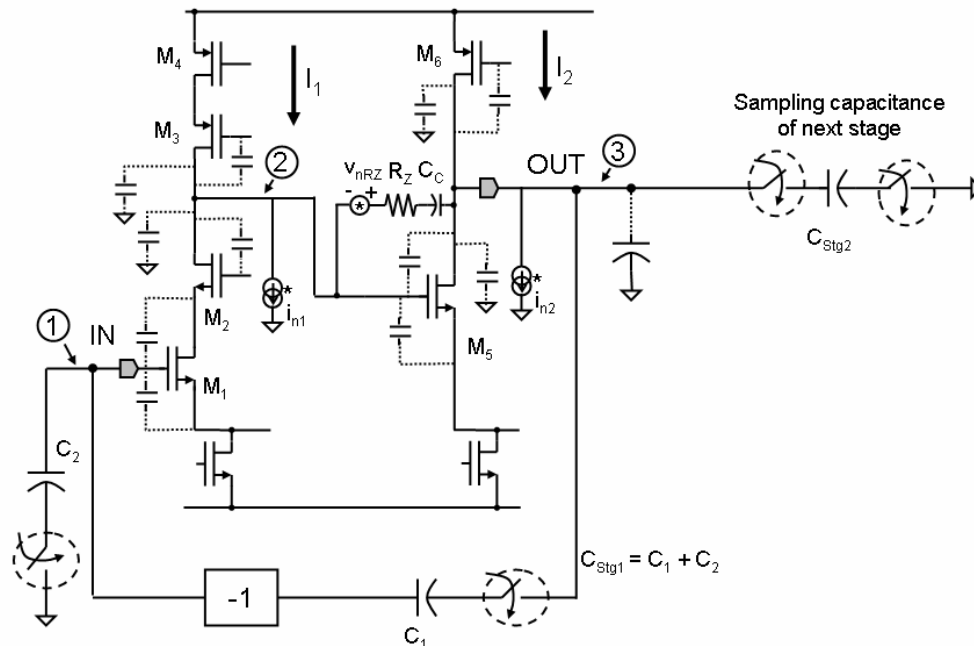 M4
I1
M6
I2
M3
Sampling capacitance
of next stage
2
OUT
3
vnRZ
-
+
RZ
CC
*
*
in1
*
in2
CStg2
1
IN
M2
M1
M5
C2
CStg1 = C1 + C2
-1
C1